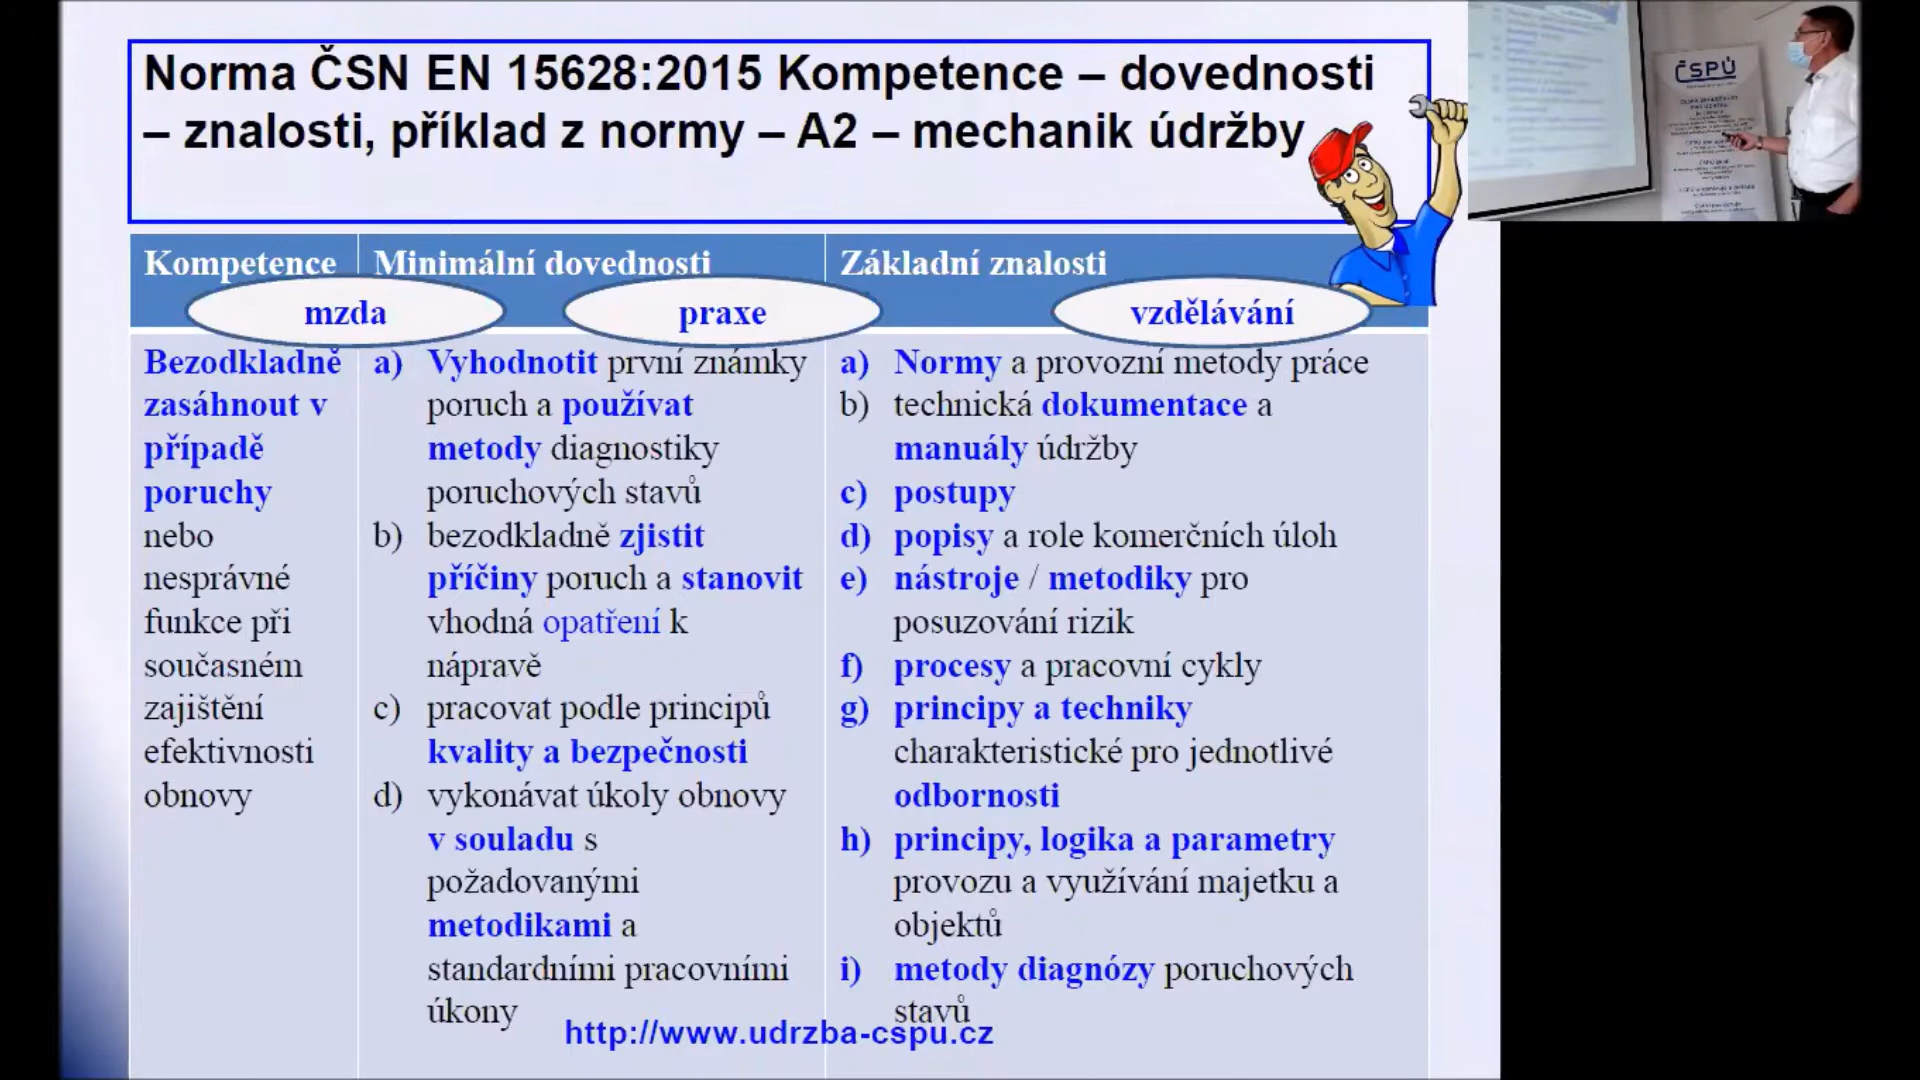 Norma ČSN EN 15628:2015 Kompetence – dovednosti
– znalosti, příklad z normy – A2 – mechanik údržby
ČSPÚ
Kompetence
Minimální dovednosti
Základní znalosti
mzda
praxe
vzdělávání
Bezodkladně
zasáhnout v
případě
poruchy
nebo
nesprávné
funkce při
současném
zajištění
efektivnosti
obnovy
a) Vyhodnotit první známky
poruch a používat
metody diagnostiky
poruchových stavů
b) bezodkladně zjistit
příčiny poruch a stanovit
vhodná opatření k
nápravě
c) pracovat podle principů
kvality a bezpečnosti
d) vykonávat úkoly obnovy
v souladu s
požadovanými
metodikami a
standardními pracovními
úkony
a) Normy a provozní metody práce
b) technická dokumentace a
manuály údržby
c) postupy
d) popisy a role komerčních úloh
e) nástroje / metodiky pro
posuzování rizik
f) procesy a pracovní cykly
g) principy a techniky
charakteristické pro jednotlivé
odbornosti
h) principy, logika a parametry
provozu a využívání majetku a
objektů
i) metody diagnózy poruchových
stavů
http://www.udrzba-cspu.cz